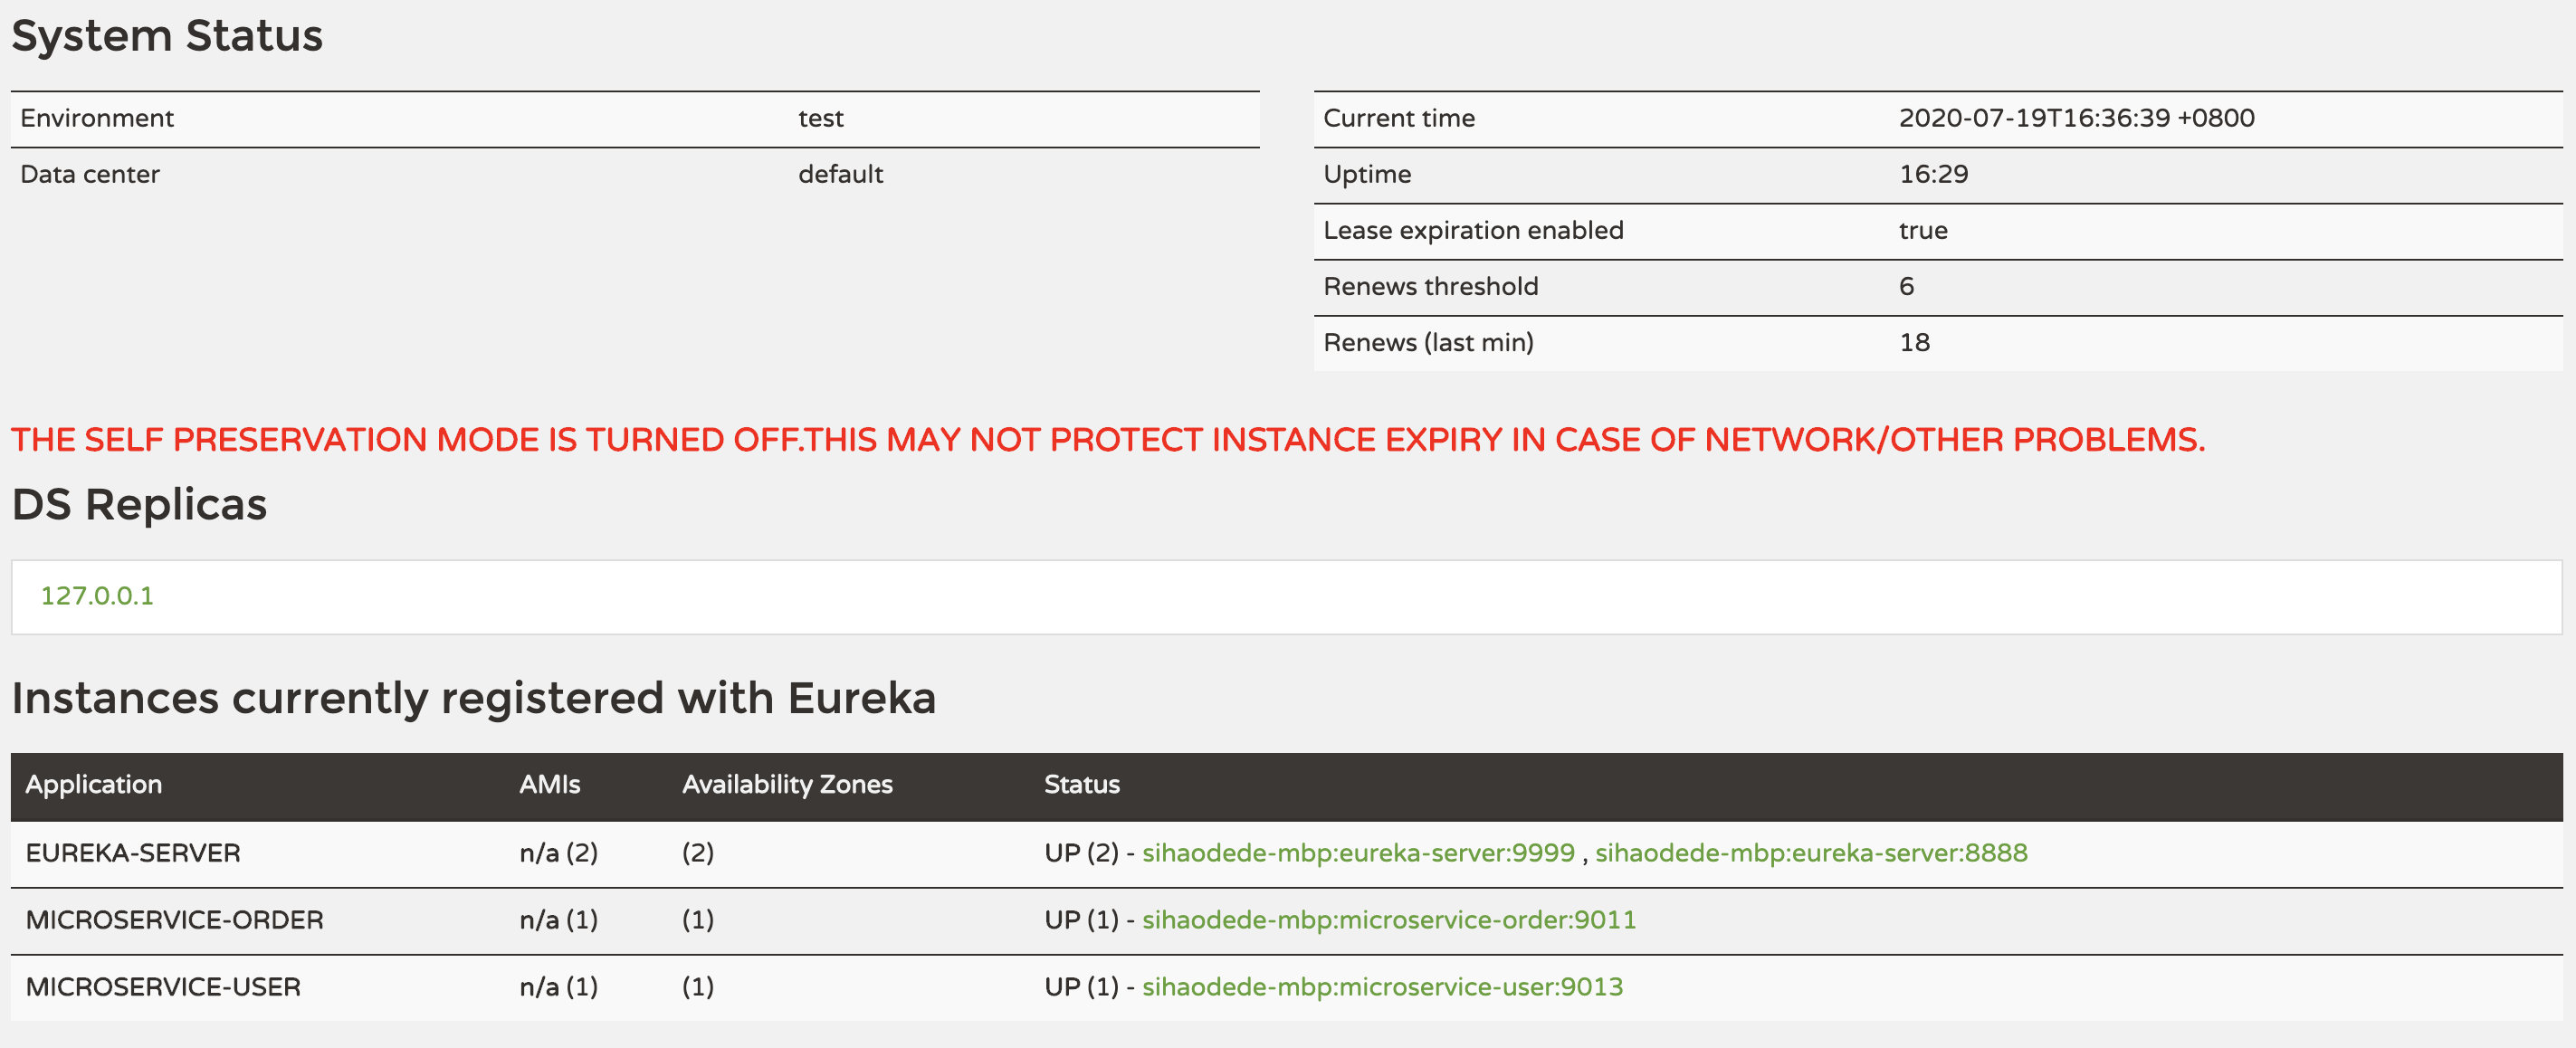 System Status
Environment test
Data center default
Current time 2020-07-19T16:36:39 +0800
Uptime 16:29
Lease expiration enabled true
Renews threshold 6
Renews (last min) 18
THE SELF PRESERVATION MODE IS TURNED OFF.THIS MAY NOT PROTECT INSTANCE EXPIRY IN CASE OF NETWORK/OTHER PROBLEMS.
DS Replicas
127.0.0.1
Instances currently registered with Eureka
Application AMIs Availability Zones Status
EUREKA-SERVER n/a (2) (2) UP (2) - sihaodede-mbp:eureka-server:9999 , sihaodede-mbp:eureka-server:8888
MICROSERVICE-ORDER n/a (1) (1) UP (1) - sihaodede-mbp:microservice-order:9011
MICROSERVICE-USER n/a (1) (1) UP (1) - sihaodede-mbp:microservice-user:9013